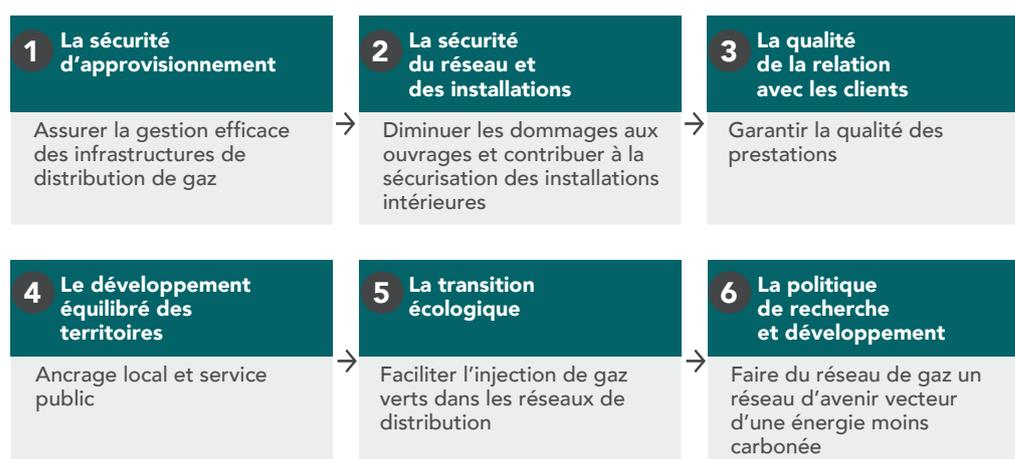 1 La sécurité
d'approvisionnement
Assurer la gestion efficace
des infrastructures de
distribution de gaz
2 La sécurité
du réseau et
des installations
Diminuer les dommages aux
ouvrages et contribuer à la
sécurisation des installations
intérieures
3 La qualité
de la relation
avec les clients
Garantir la qualité des
prestations
4 Le développement
équilibré des
territoires
Ancrage local et service
public
5 La transition
écologique
Faciliter l'injection de gaz
verts dans les réseaux de
distribution
6 La politique
de recherche
et développement
Faire du réseau de gaz un
réseau d'avenir vecteur
d'une énergie moins
carbonée